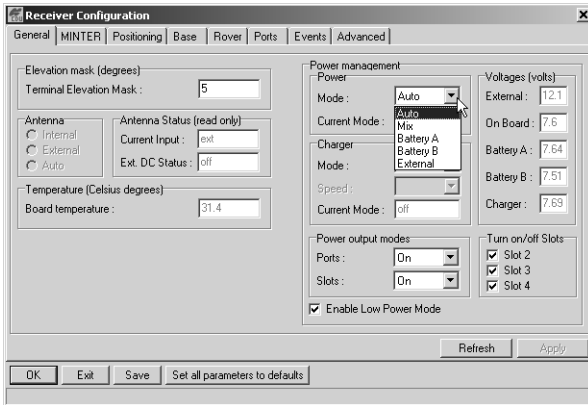 Receiver Configuration
General MINTER Positioning Base Rover Ports Events Advanced
Elevation mask (degrees)
Terminal Elevation Mask : 5
Antenna
Internal
External
Auto
Antenna Status (read only)
Current Input : ext
Ext. DC Status : off
Temperature (Celsius degrees)
Board temperature : 31.4
Power management
Power
Mode : Auto
Auto
Mix
Battery A
Battery B
External
Current Mode :
Charger
Mode :
Speed :
Current Mode : off
Voltages (volts)
External : 12.1
On Board : 7.6
Battery A : 7.64
Battery B : 7.51
Charger : 7.69
Power output modes
Ports : On
Slots : On
Turn on/off Slots
Slot 2
Slot 3
Slot 4
Enable Low Power Mode
Refresh Apply
OK Exit Save Set all parameters to defaults